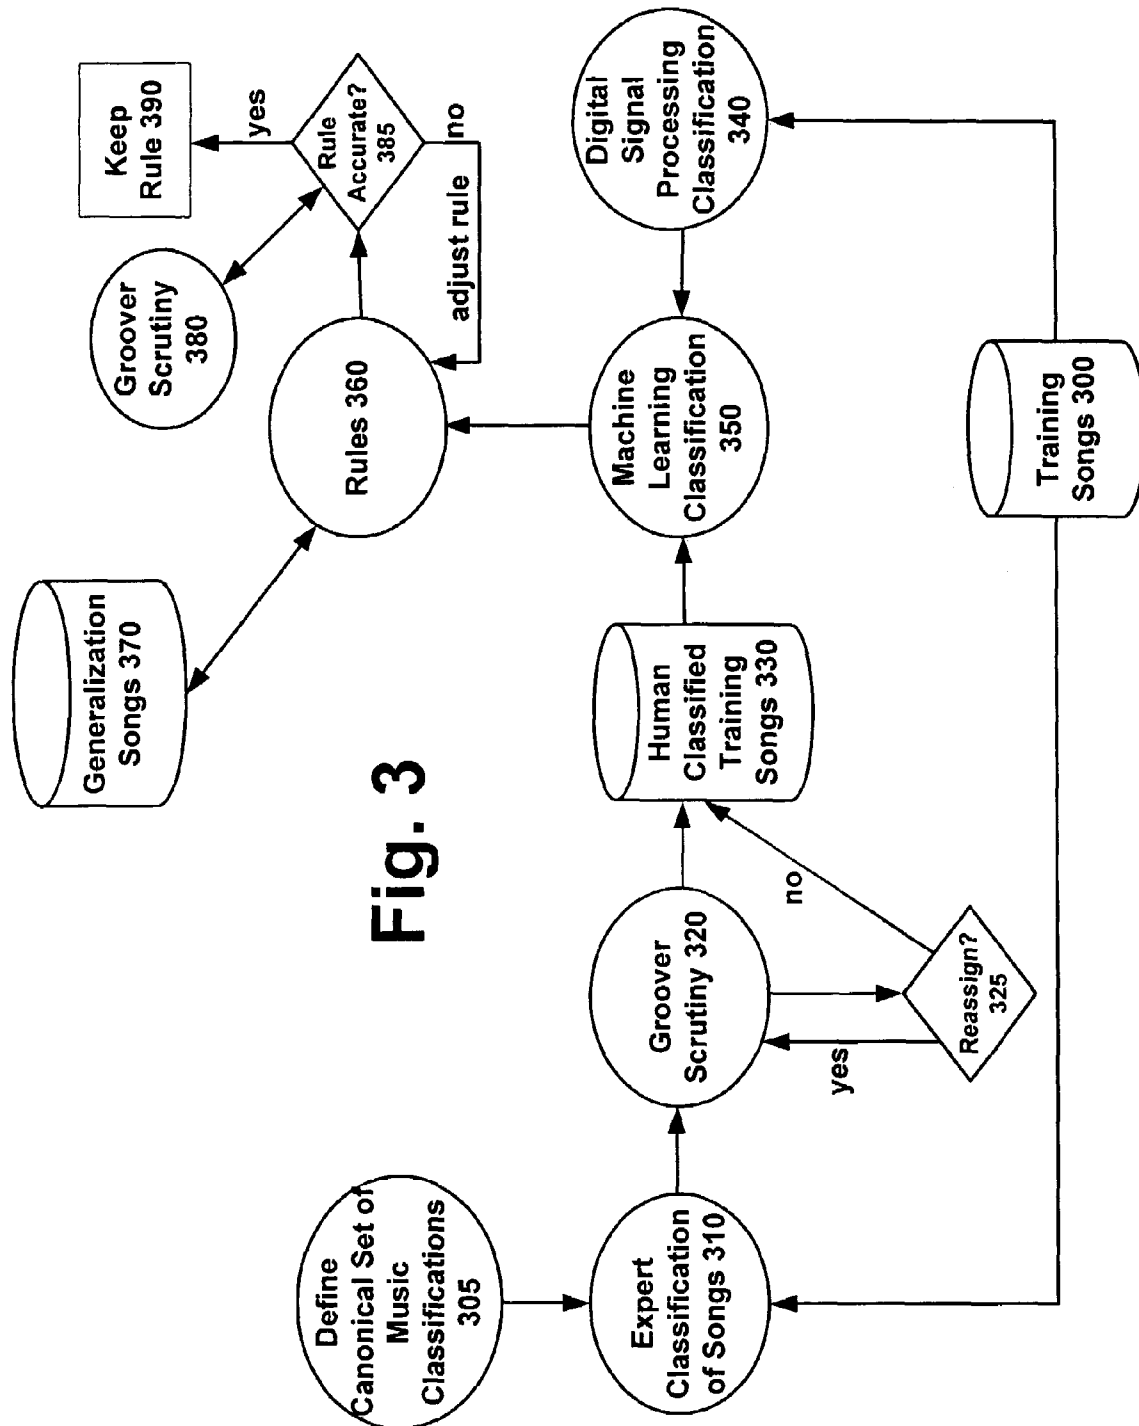 Define
Canonical Set of
Music
Classifications
305
Expert
Classification
of Songs 310
Groover
Scrutiny 320
yes
no
Reassign?
325
Human
Classified
Training
Songs 330
Generalization
Songs 370
Rules 360
Machine
Learning
Classification
350
Training
Songs 300
Groover
Scrutiny
380
Keep
Rule 390
yes
Rule
Accurate?
385
no
adjust rule
Digital
Signal
Processing
Classification
340
Fig. 3